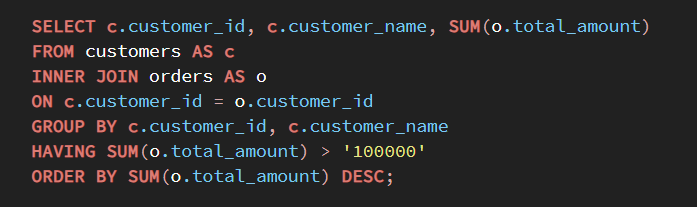 SELECT c.customer_id, c.customer_name, SUM(o.total_amount)
FROM customers AS c
INNER JOIN orders AS o
ON c.customer_id = o.customer_id
GROUP BY c.customer_id, c.customer_name
HAVING SUM(o.total_amount) > '100000'
ORDER BY SUM(o.total_amount) DESC;